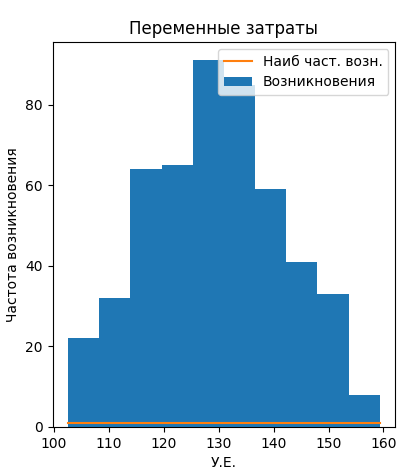 Переменные затраты
Наиб част. возн.
Возникновения
Частота возникновения
80
60
40
20
0
100 110 120 130 140 150 160
У.Е.